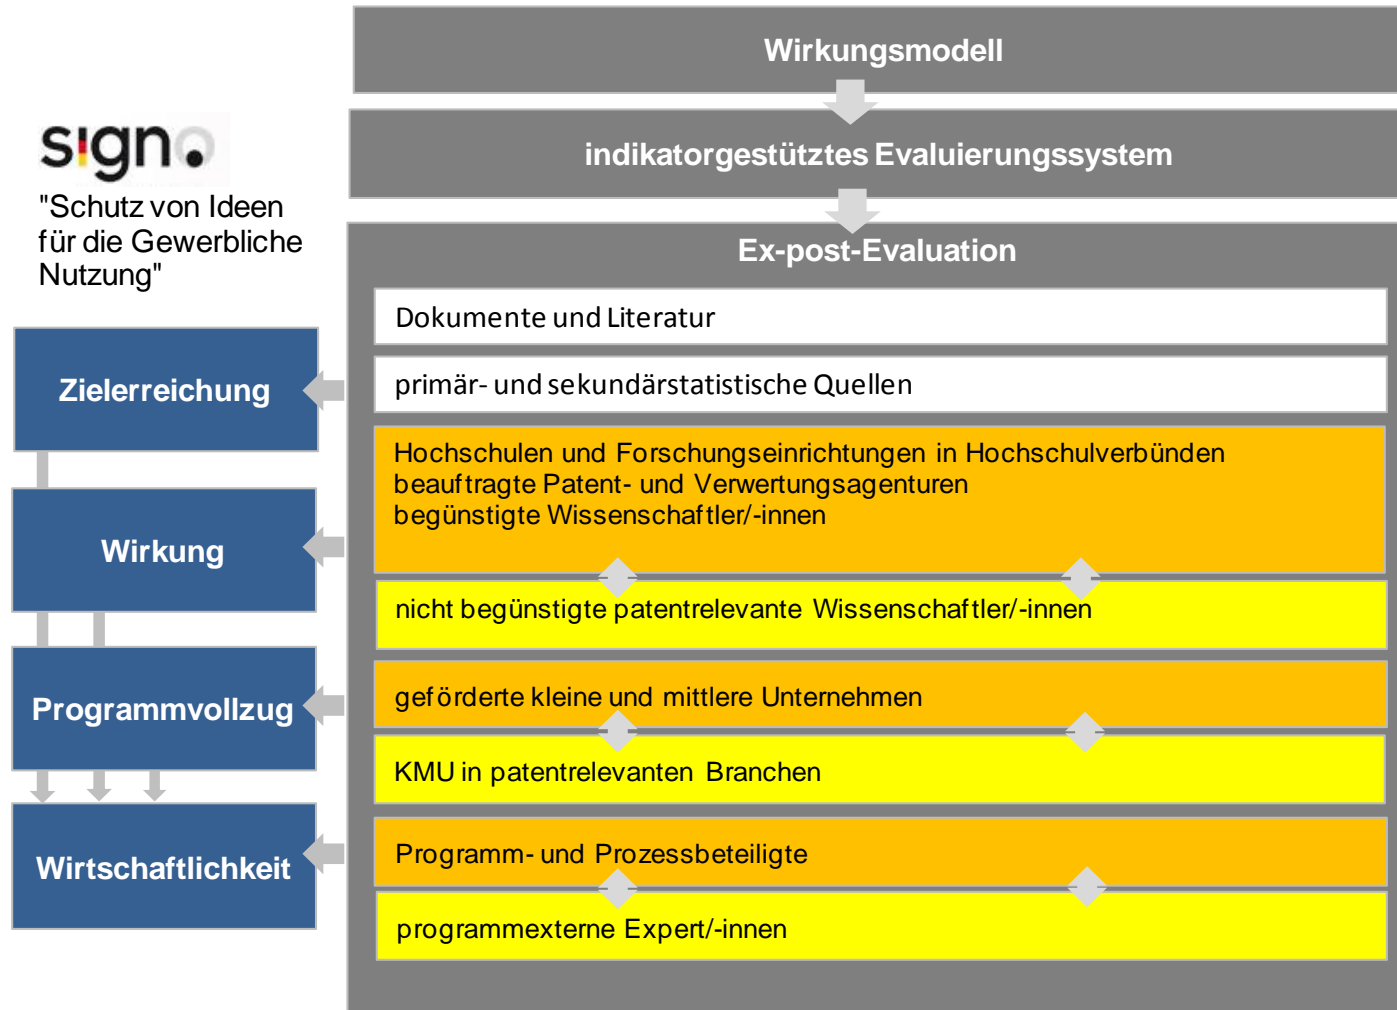 Wirkungsmodell
indikatorgestütztes Evaluierungssystem
signo
"Schutz von Ideen
für die Gewerbliche
Nutzung"
Ex-post-Evaluation
Dokumente und Literatur
primär- und sekundärstatistische Quellen
Hochschulen und Forschungseinrichtungen in Hochschulverbünden
beauftragte Patent- und Verwertungsagenturen
begünstigte Wissenschaftler/-innen
nicht begünstigte patentrelevante Wissenschaftler/-innen
geförderte kleine und mittlere Unternehmen
KMU in patentrelevanten Branchen
Programm- und Prozessbeteiligte
programmexterne Expert/-innen
Zielerreichung
Wirkung
Programmvollzug
Wirtschaftlichkeit